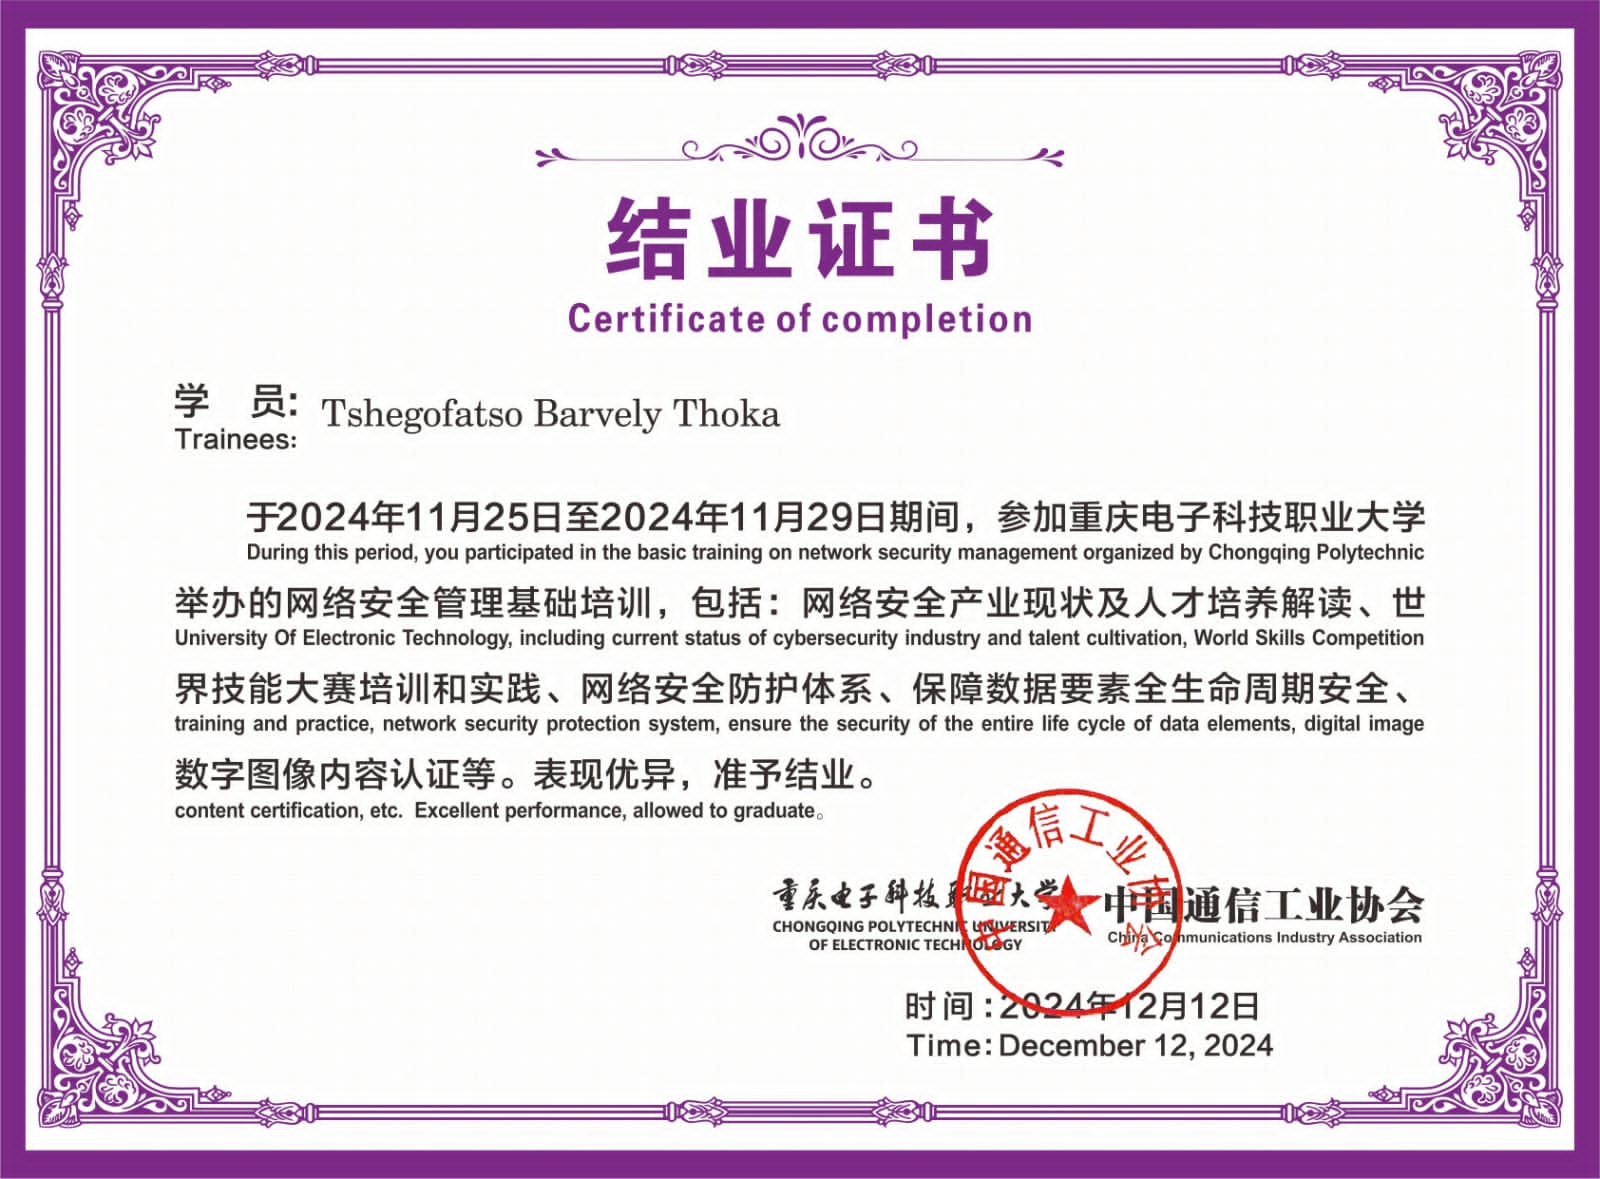 结业证书
Certificate of completion
学 员:
Trainees:
Tshegofatso Barvely Thoka
于2024年11月25日至2024年11月29日期间，参加重庆电子科技职业大学
During this period, you participated in the basic training on network security management organized by Chongqing Polytechnic
举办的网络安全管理基础培训，包括：网络安全产业现状及人才培养解读、世
University Of Electronic Technology, including current status of cybersecurity industry and talent cultivation, World Skills Competition
界技能大赛培训和实践、网络安全防护体系、保障数据要素全生命周期安全、
training and practice, network security protection system, ensure the security of the entire life cycle of data elements, digital image
数字图像内容认证等。表现优异，准予结业。
content certification, etc. Excellent performance, allowed to graduate。
重庆电子科技职业大学
CHONGQING POLYTECHNIC UNIVERSITY
OF ELECTRONIC TECHNOLOGY
中国通信工业协会
China Communications Industry Association
中国通信工业协会
时间:2024年12月12日
Time:December 12, 2024